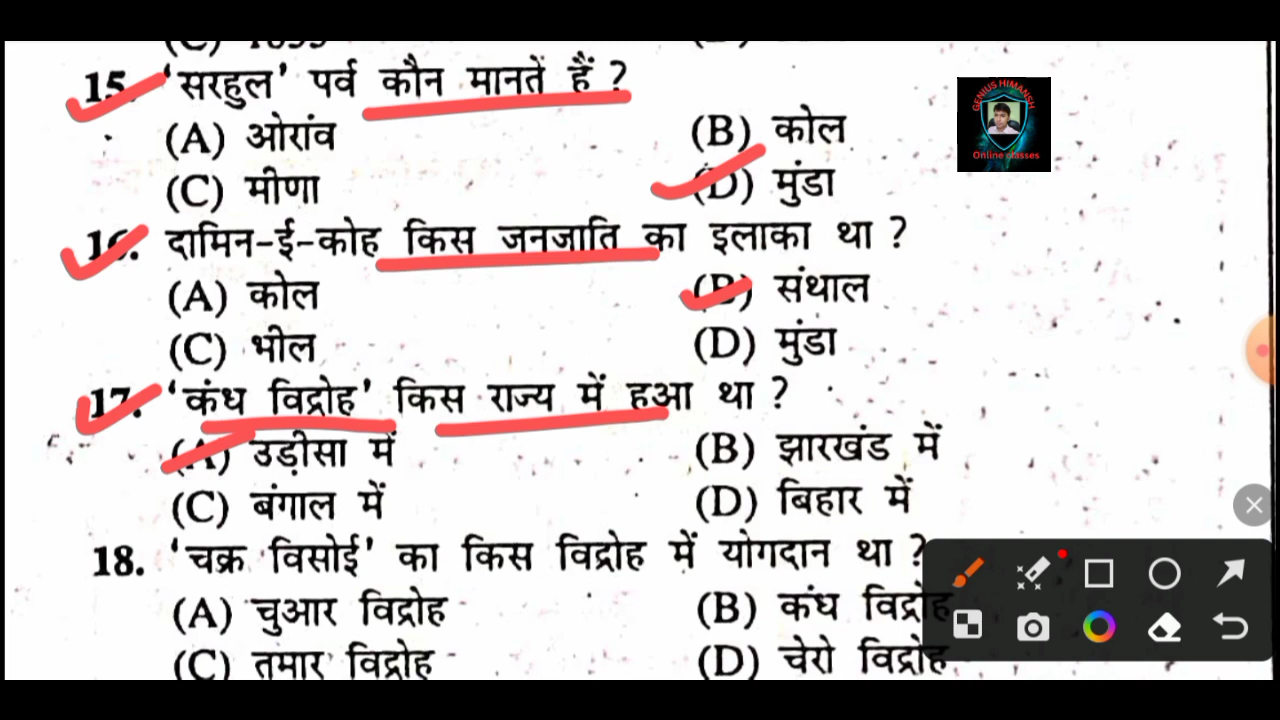 15. 'सरहुल' पर्व कौन मानतें हैं ?
(A) ओरांव (B) कोल
(C) मीणा (D) मुंडा
16. दामिन-ई-कोह किस जनजाति का इलाका था ?
(A) कोल (B) संथाल
(C) भील (D) मुंडा
17. 'कंध विद्रोह' किस राज्य में हुआ था ?
(A) उड़ीसा में (B) झारखंड में
(C) बंगाल में (D) बिहार में
18. 'चक्र विसोई' का किस विद्रोह में योगदान था ?
(A) चुआर विद्रोह (B) कंध विद्रोह
(C) तमार विद्रोह (D) चेरो विद्रोह
GENIUS HIMANSH
Online classes